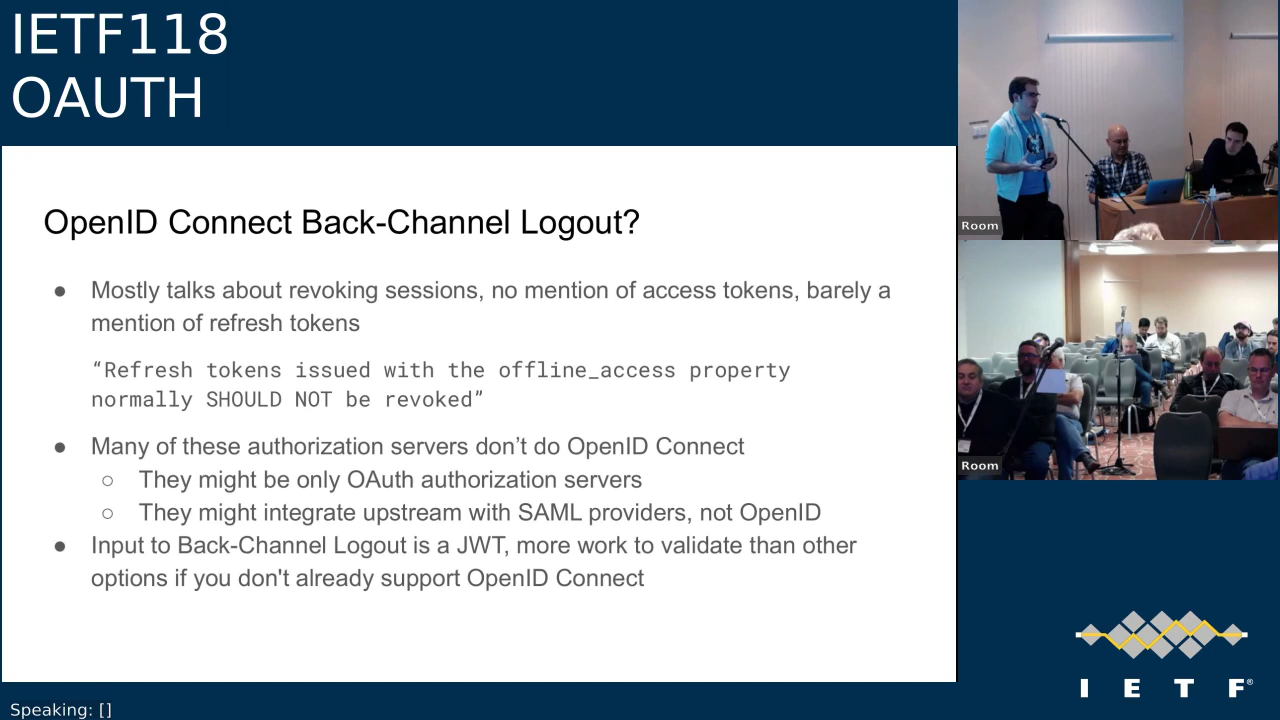 IETF118
OAUTH
OpenID Connect Back-Channel Logout?
● Mostly talks about revoking sessions, no mention of access tokens, barely a
mention of refresh tokens
“Refresh tokens issued with the offline_access property
normally SHOULD NOT be revoked”
● Many of these authorization servers don’t do OpenID Connect
○ They might be only OAuth authorization servers
○ They might integrate upstream with SAML providers, not OpenID
● Input to Back-Channel Logout is a JWT, more work to validate than other
options if you don't already support OpenID Connect
Room
Room
I E T F®
Speaking: []